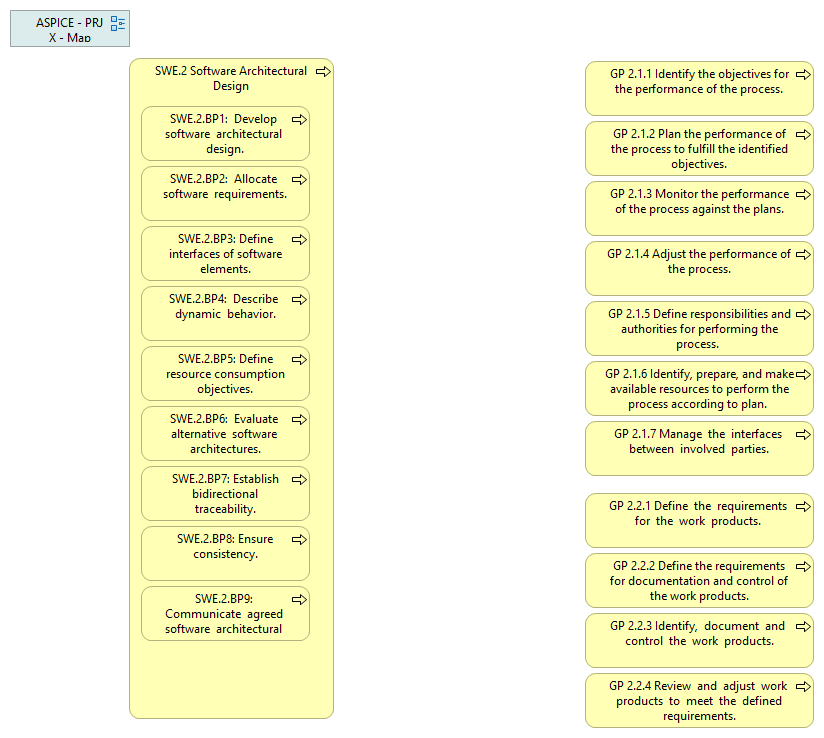 ASPICE - PRJ
X - Map
SWE.2 Software Architectural
Design
SWE.2.BP1: Develop
software architectural
design.
SWE.2.BP2: Allocate
software requirements.
SWE.2.BP3: Define
interfaces of software
elements.
SWE.2.BP4: Describe
dynamic behavior.
SWE.2.BP5: Define
resource consumption
objectives.
SWE.2.BP6: Evaluate
alternative software
architectures.
SWE.2.BP7: Establish
bidirectional
traceability.
SWE.2.BP8: Ensure
consistency.
SWE.2.BP9:
Communicate agreed
software architectural
GP 2.1.1 Identify the objectives for
the performance of the process.
GP 2.1.2 Plan the performance of
the process to fulfill the identified
objectives.
GP 2.1.3 Monitor the performance
of the process against the plans.
GP 2.1.4 Adjust the performance of
the process.
GP 2.1.5 Define responsibilities and
authorities for performing the
process.
GP 2.1.6 Identify, prepare, and make
available resources to perform the
process according to plan.
GP 2.1.7 Manage the interfaces
between involved parties.
GP 2.2.1 Define the requirements
for the work products.
GP 2.2.2 Define the requirements
for documentation and control of
the work products.
GP 2.2.3 Identify, document and
control the work products.
GP 2.2.4 Review and adjust work
products to meet the defined
requirements.